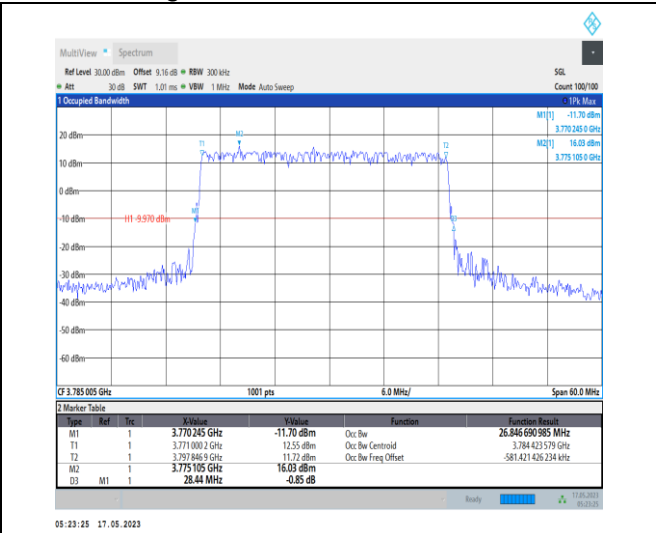 MultiView Spectrum
Ref Level 30.00 dBm Offset 9.16 dB RBW 300 kHz SGL
Att 30 dB SWT 1.01 ms VBW 1 MHz Mode Auto Sweep Count 100/100
1 Occupied Bandwidth 1Pk Max
M1[1] -11.70 dBm
3.770 245 0 GHz
M2[1] 16.03 dBm
3.775 105 0 GHz
20 dBm
M2
T1
T2
10 dBm
0 dBm
M1
-10 dBm H1 -9.970 dBm
D3
-20 dBm
-30 dBm
-40 dBm
-50 dBm
-60 dBm
CF 3.785 005 GHz 1001 pts 6.0 MHz/ Span 60.0 MHz
2 Marker Table
Type Ref Trc X-Value Y-Value Function Function Result
M1 1 3.770 245 GHz -11.70 dBm Occ Bw 26.846 690 985 MHz
T1 1 3.771 000 2 GHz 12.55 dBm Occ Bw Centroid 3.784 423 579 GHz
T2 1 3.797 846 9 GHz 11.72 dBm Occ Bw Freq Offset -581.421 426 234 kHz
M2 1 3.775 105 GHz 16.03 dBm
D3 M1 1 28.44 MHz -0.85 dB
Ready 17.05.2023
05:23:25
05:23:25 17.05.2023